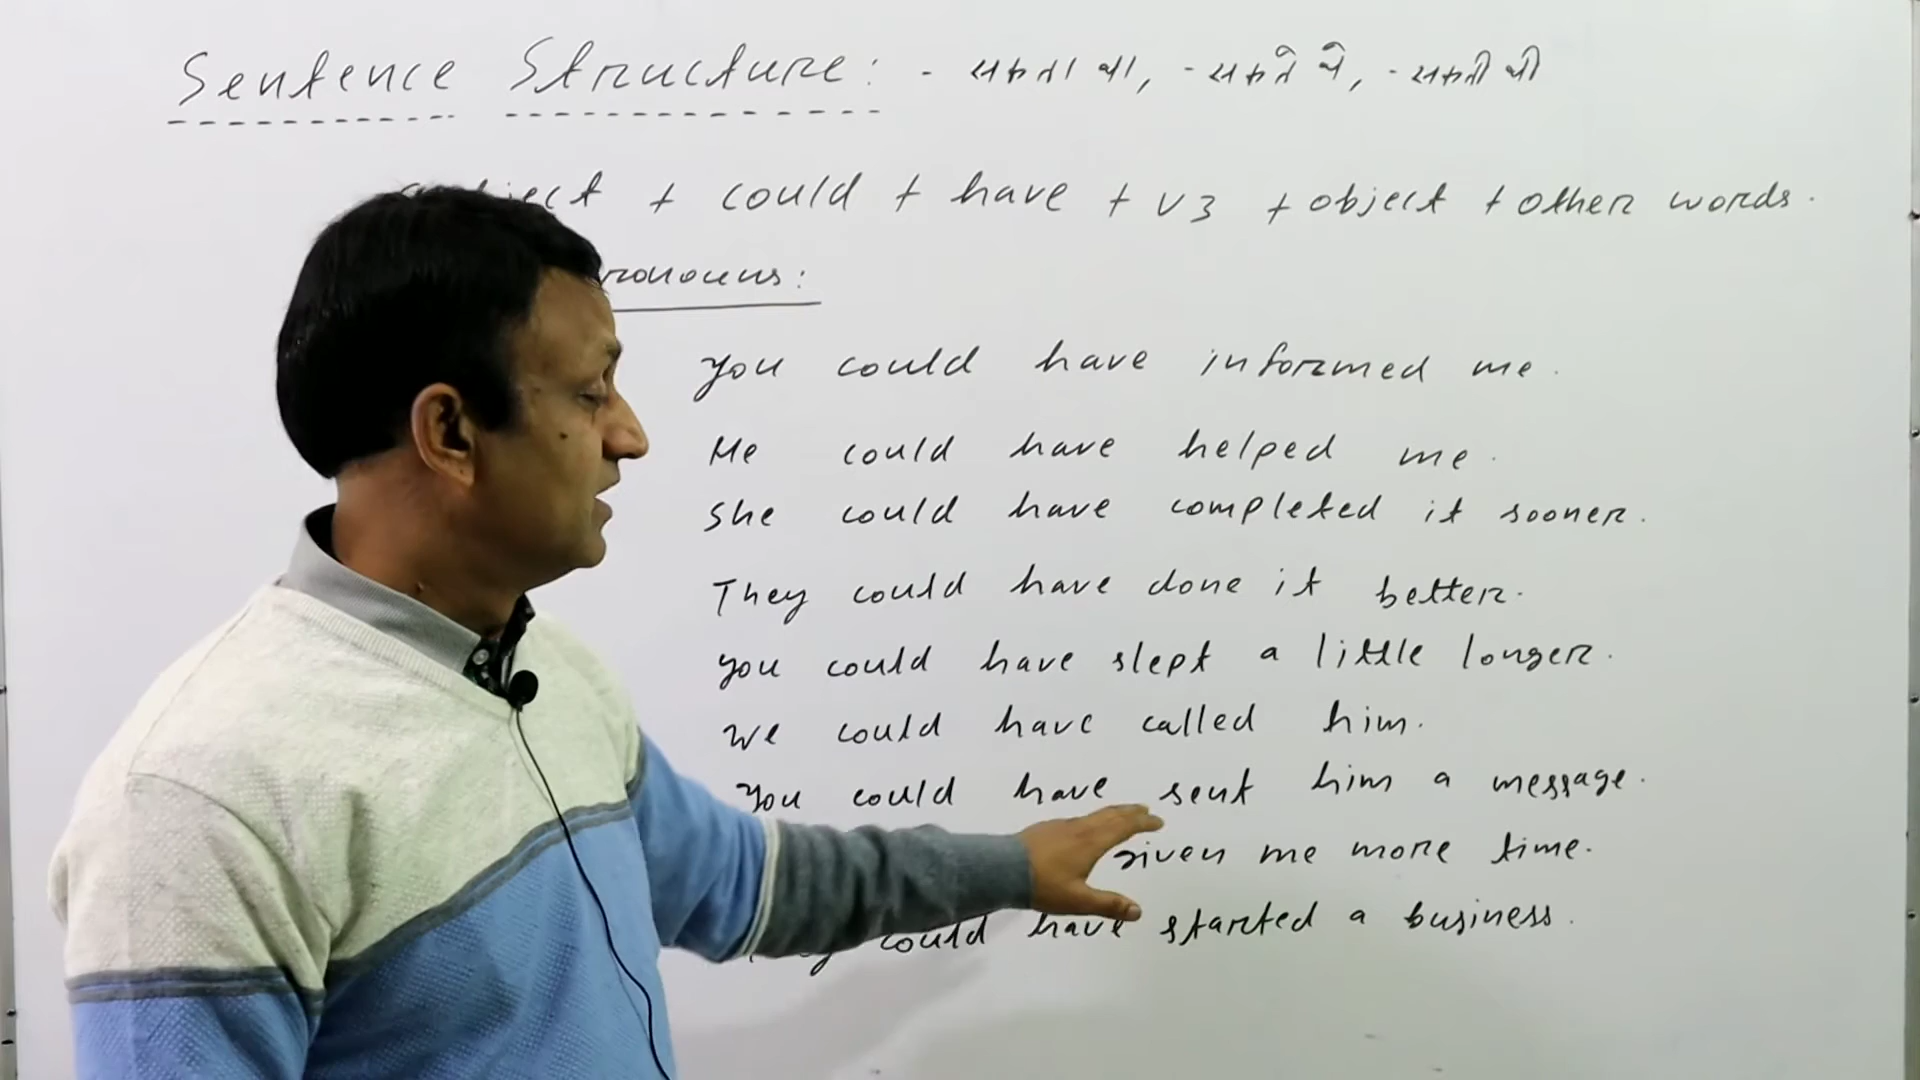 Sentence Structure: - सकता था, - सकते थे, - सकती थी
+ could + have + V3 + object + other words.
you could have informed me.
He could have helped me.
She could have completed it sooner.
They could have done it better.
you could have slept a little longer.
We could have called him.
You could have sent him a message.
me more time.
could have started a business.